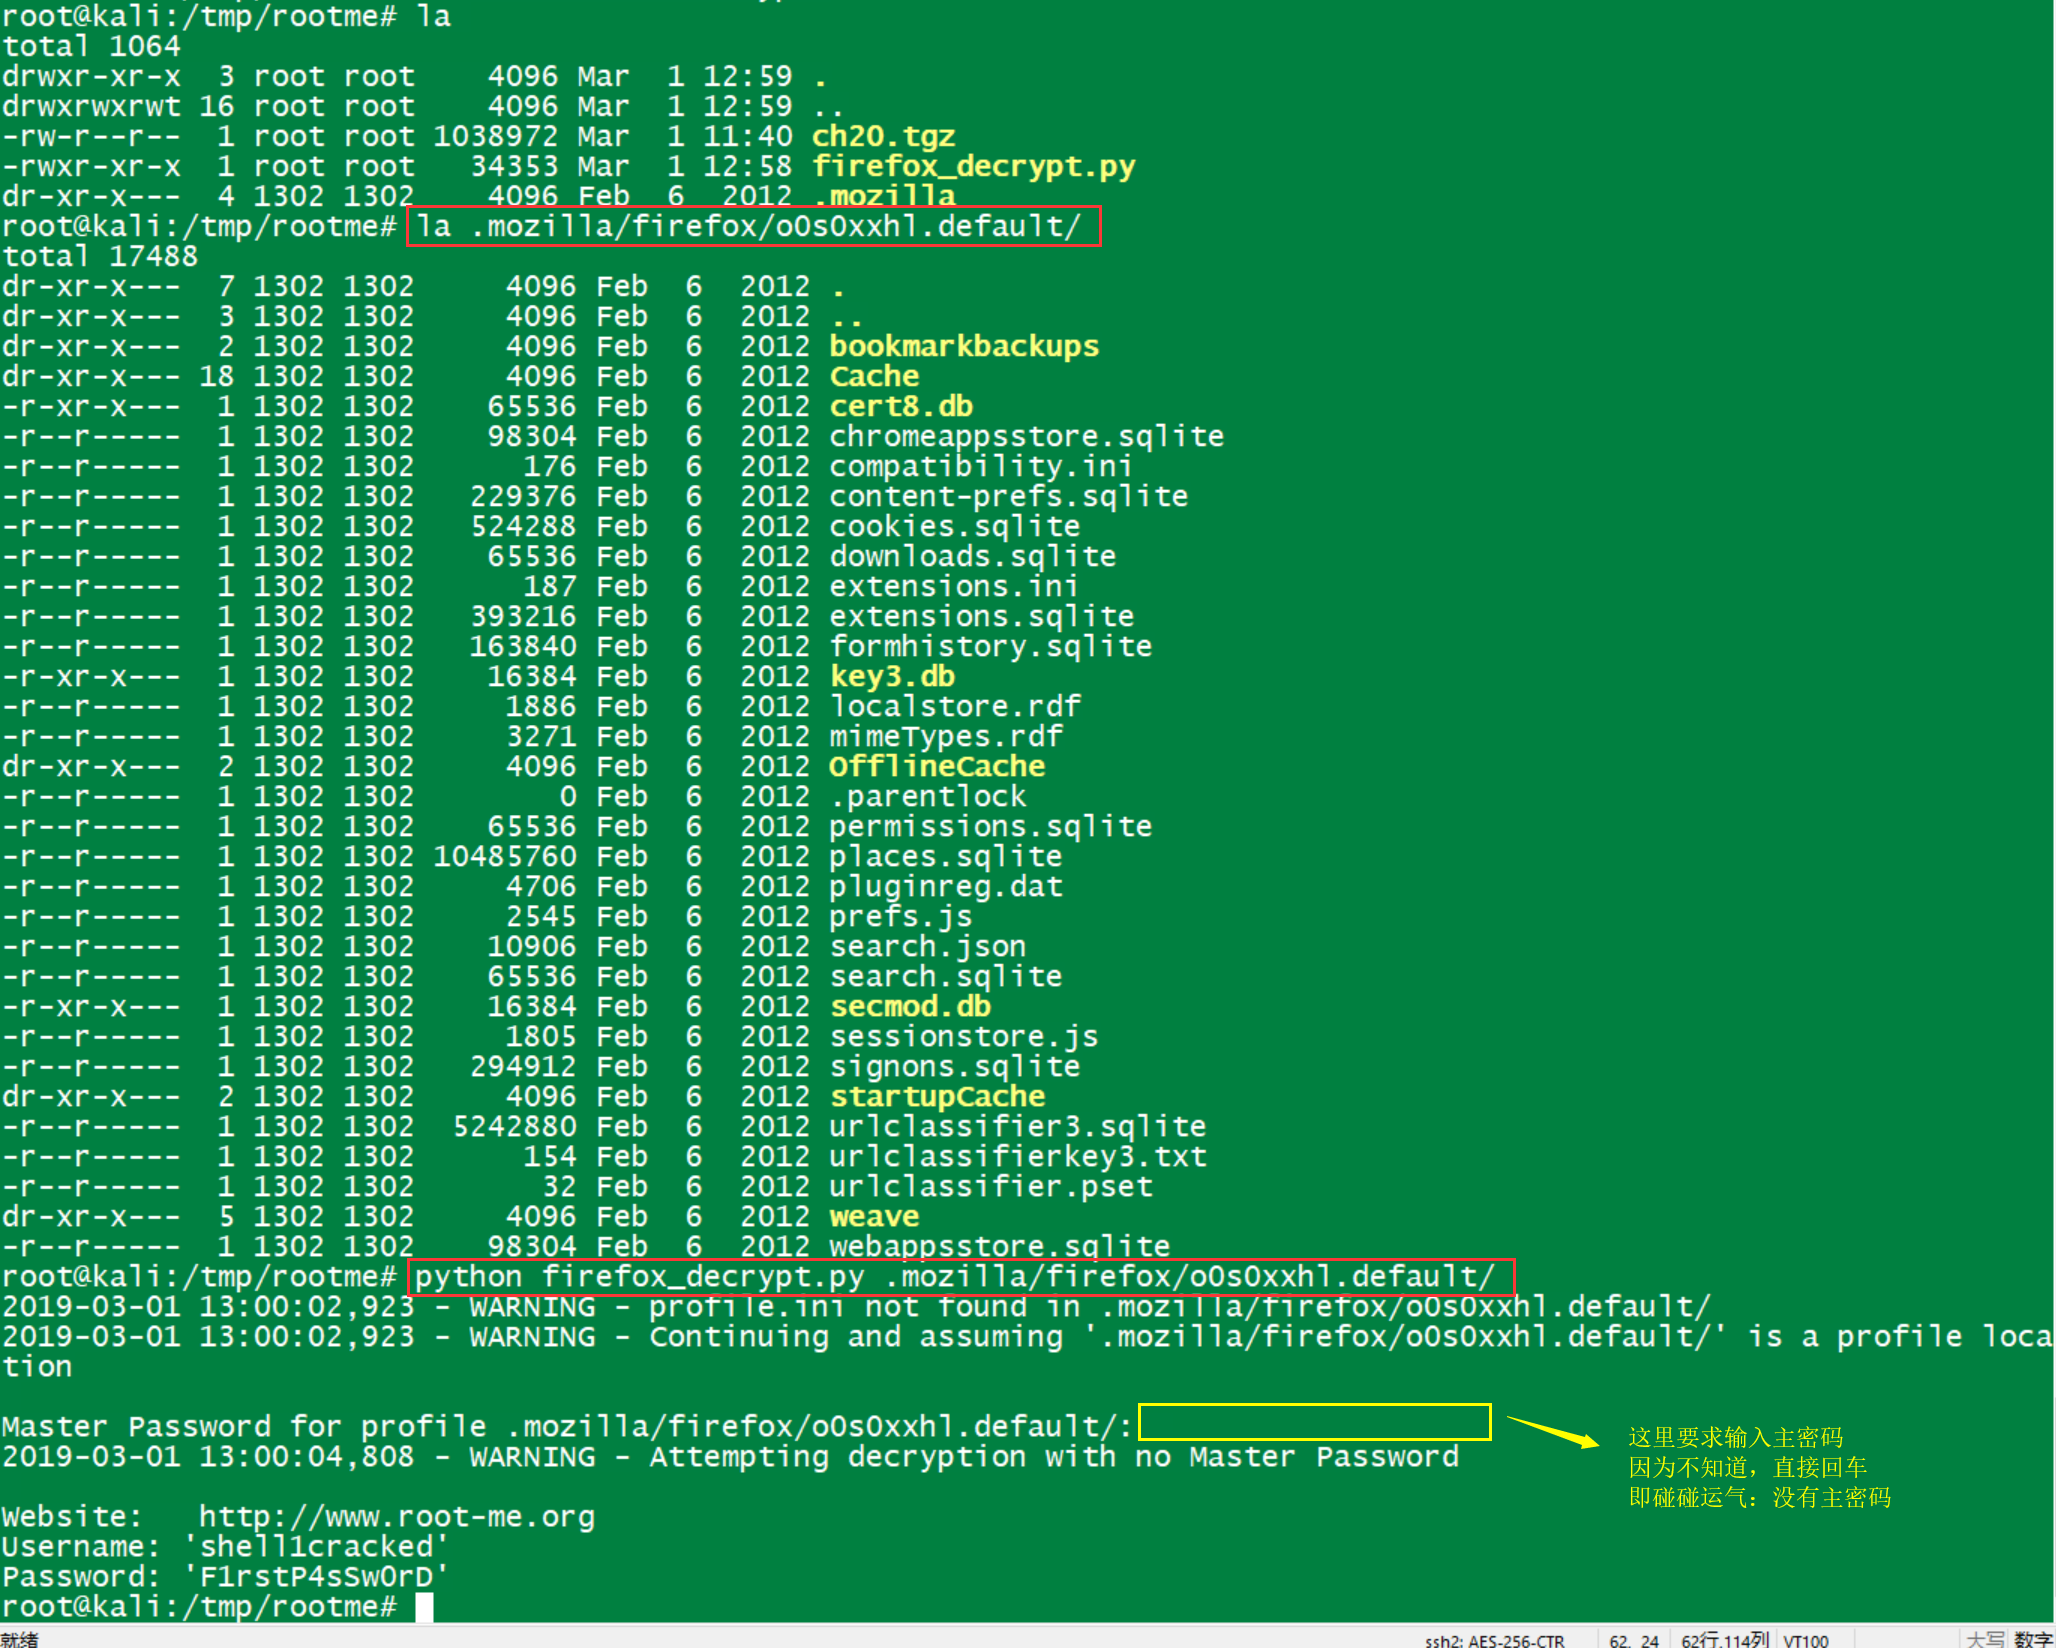 root@kali:/tmp/rootme# la
total 1064
drwxr-xr-x  3 root root    4096 Mar  1 12:59 .
drwxrwxrwt 16 root root    4096 Mar  1 12:59 ..
-rw-r--r--  1 root root 1038972 Mar  1 11:40 ch20.tgz
-rwxr-xr-x  1 root root   34353 Mar  1 12:58 firefox_decrypt.py
dr-xr-x---  4 1302 1302    4096 Feb  6  2012 .mozilla
root@kali:/tmp/rootme# la .mozilla/firefox/o0s0xxhl.default/
total 17488
dr-xr-x---  7 1302 1302     4096 Feb  6  2012 .
dr-xr-x---  3 1302 1302     4096 Feb  6  2012 ..
dr-xr-x---  2 1302 1302     4096 Feb  6  2012 bookmarkbackups
dr-xr-x--- 18 1302 1302     4096 Feb  6  2012 Cache
-r-xr-x---  1 1302 1302    65536 Feb  6  2012 cert8.db
-r--r-----  1 1302 1302    98304 Feb  6  2012 chromeappsstore.sqlite
-r--r-----  1 1302 1302      176 Feb  6  2012 compatibility.ini
-r--r-----  1 1302 1302   229376 Feb  6  2012 content-prefs.sqlite
-r--r-----  1 1302 1302   524288 Feb  6  2012 cookies.sqlite
-r--r-----  1 1302 1302    65536 Feb  6  2012 downloads.sqlite
-r--r-----  1 1302 1302      187 Feb  6  2012 extensions.ini
-r--r-----  1 1302 1302   393216 Feb  6  2012 extensions.sqlite
-r--r-----  1 1302 1302   163840 Feb  6  2012 formhistory.sqlite
-r-xr-x---  1 1302 1302    16384 Feb  6  2012 key3.db
-r--r-----  1 1302 1302     1886 Feb  6  2012 localstore.rdf
-r--r-----  1 1302 1302     3271 Feb  6  2012 mimeTypes.rdf
dr-xr-x---  2 1302 1302     4096 Feb  6  2012 OfflineCache
-r--r-----  1 1302 1302        0 Feb  6  2012 .parentlock
-r--r-----  1 1302 1302    65536 Feb  6  2012 permissions.sqlite
-r--r-----  1 1302 1302 10485760 Feb  6  2012 places.sqlite
-r--r-----  1 1302 1302     4706 Feb  6  2012 pluginreg.dat
-r--r-----  1 1302 1302     2545 Feb  6  2012 prefs.js
-r--r-----  1 1302 1302    10906 Feb  6  2012 search.json
-r--r-----  1 1302 1302    65536 Feb  6  2012 search.sqlite
-r-xr-x---  1 1302 1302    16384 Feb  6  2012 secmod.db
-r--r-----  1 1302 1302     1805 Feb  6  2012 sessionstore.js
-r--r-----  1 1302 1302   294912 Feb  6  2012 signons.sqlite
dr-xr-x---  2 1302 1302     4096 Feb  6  2012 startupCache
-r--r-----  1 1302 1302  5242880 Feb  6  2012 urlclassifier3.sqlite
-r--r-----  1 1302 1302      154 Feb  6  2012 urlclassifierkey3.txt
-r--r-----  1 1302 1302       32 Feb  6  2012 urlclassifier.pset
dr-xr-x---  5 1302 1302     4096 Feb  6  2012 weave
-r--r-----  1 1302 1302    98304 Feb  6  2012 webappsstore.sqlite
root@kali:/tmp/rootme# python firefox_decrypt.py .mozilla/firefox/o0s0xxhl.default/
2019-03-01 13:00:02,923 - WARNING - profile.ini not found in .mozilla/firefox/o0s0xxhl.default/
2019-03-01 13:00:02,923 - WARNING - Continuing and assuming '.mozilla/firefox/o0s0xxhl.default/' is a profile loca
tion
Master Password for profile .mozilla/firefox/o0s0xxhl.default/:
2019-03-01 13:00:04,808 - WARNING - Attempting decryption with no Master Password
这里要求输入主密码
因为不知道，直接回车
即碰碰运气：没有主密码
Website:   http://www.root-me.org
Username: 'shell1cracked'
Password: 'F1rstP4sSw0rD'
root@kali:/tmp/rootme#
就绪 ssh2: AES-256-CTR 62, 24 62行,114列 VT100 大写 数字